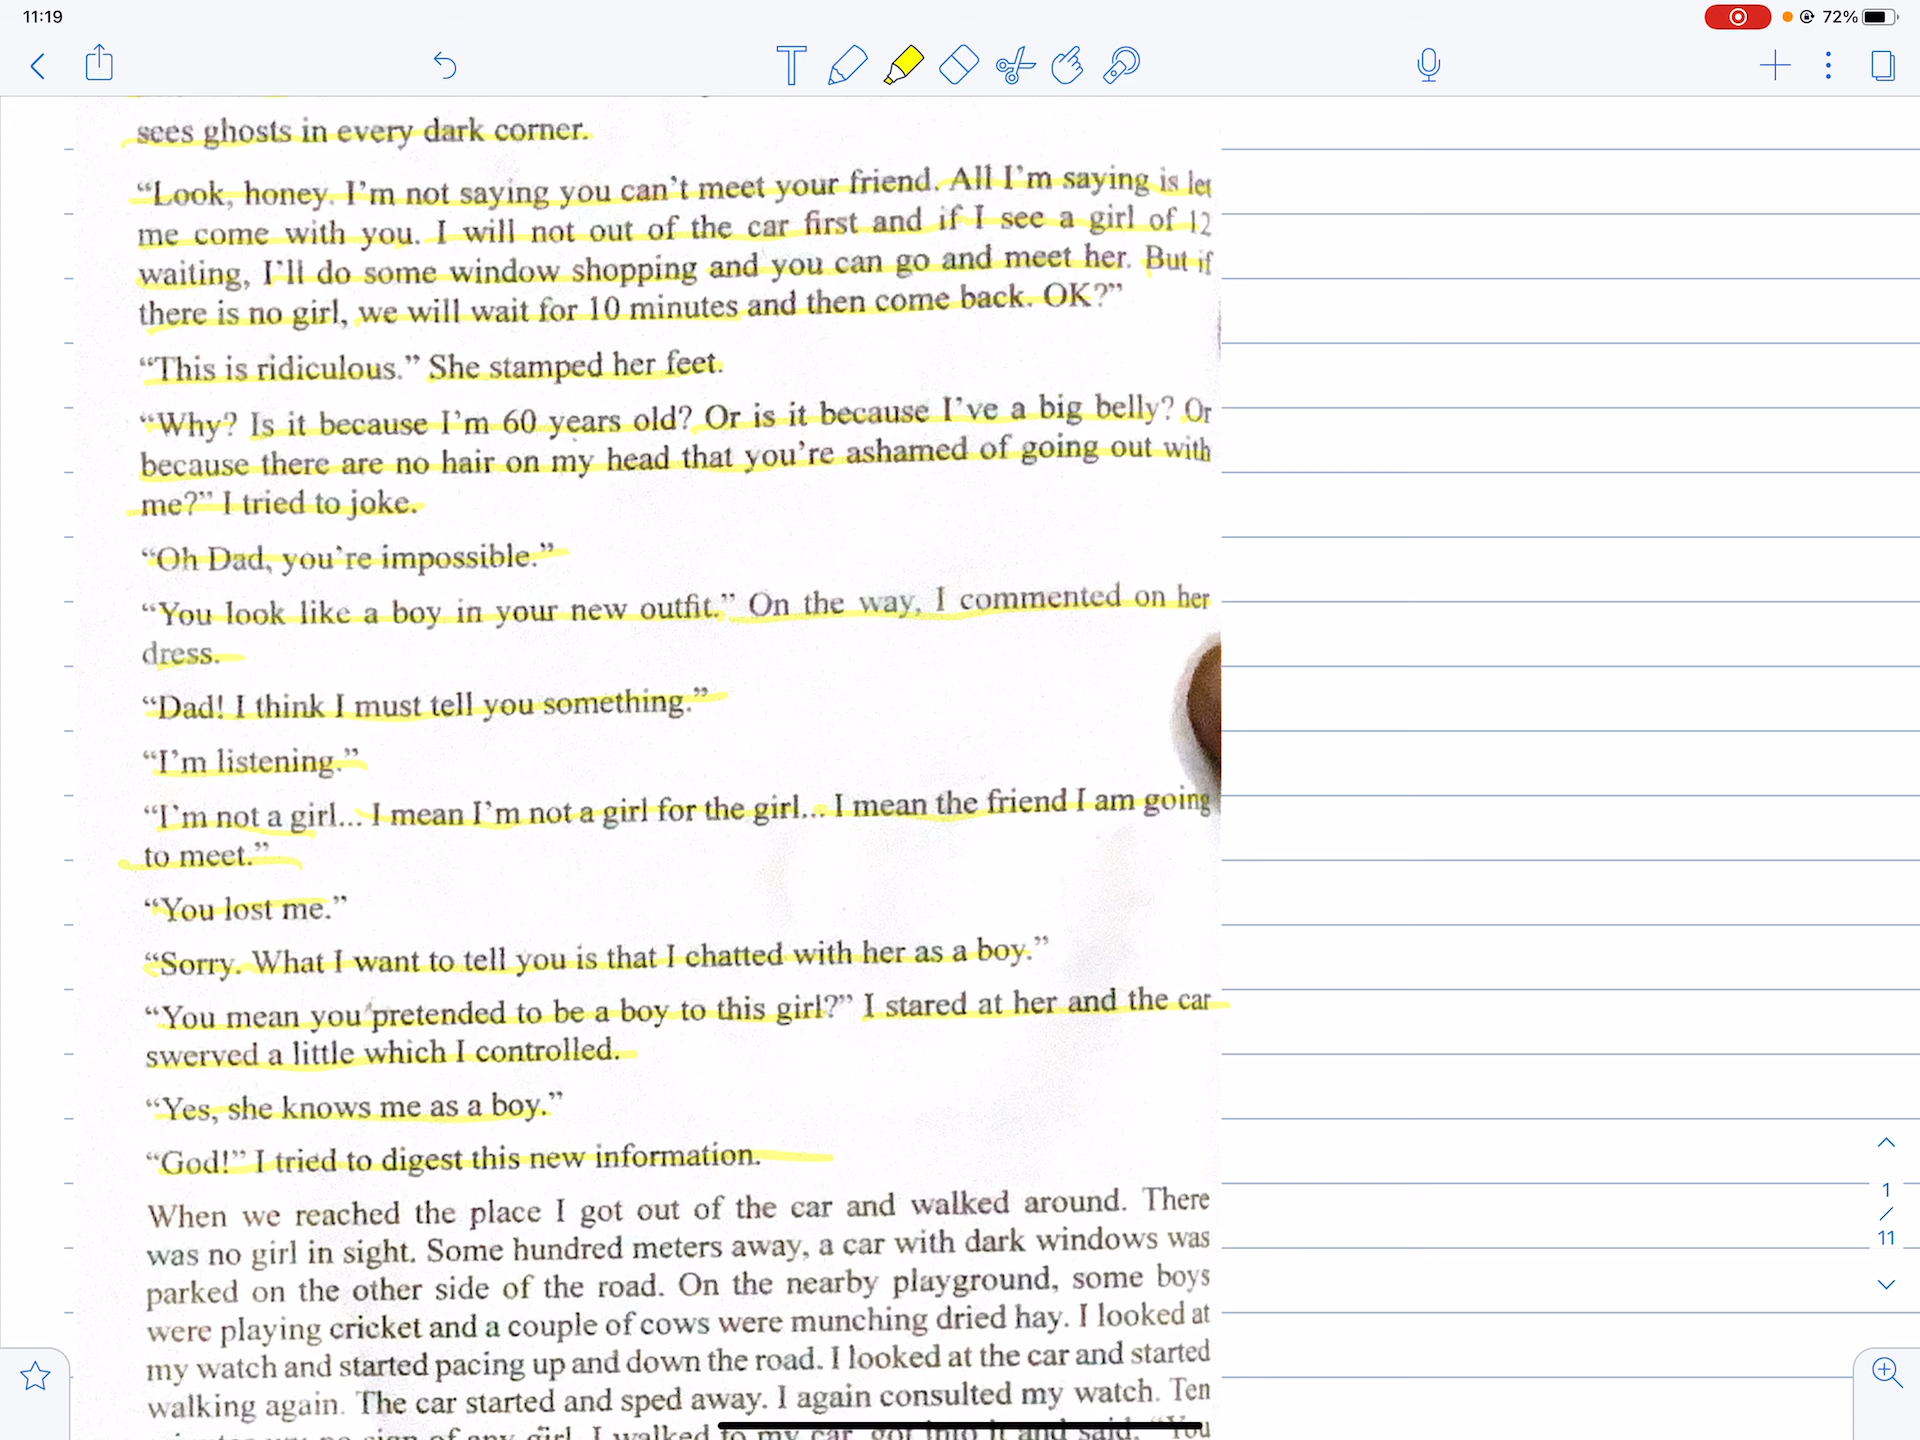 11:19
72%
sees ghosts in every dark corner.
“Look, honey. I’m not saying you can’t meet your friend. All I’m saying is let
me come with you. I will not out of the car first and if I see a girl of 12
waiting, I’ll do some window shopping and you can go and meet her. But if
there is no girl, we will wait for 10 minutes and then come back. OK?”
“This is ridiculous.” She stamped her feet.
“Why? Is it because I’m 60 years old? Or is it because I’ve a big belly? Or
because there are no hair on my head that you’re ashamed of going out with
me?” I tried to joke.
“Oh Dad, you’re impossible.”
“You look like a boy in your new outfit.” On the way, I commented on her
dress.
“Dad! I think I must tell you something.”
“I’m listening.”
“I’m not a girl... I mean I’m not a girl for the girl... I mean the friend I am going
to meet.”
“You lost me.”
“Sorry. What I want to tell you is that I chatted with her as a boy.”
“You mean you pretended to be a boy to this girl?” I stared at her and the car
swerved a little which I controlled.
“Yes, she knows me as a boy.”
“God!” I tried to digest this new information.
When we reached the place I got out of the car and walked around. There
was no girl in sight. Some hundred meters away, a car with dark windows was
parked on the other side of the road. On the nearby playground, some boys
were playing cricket and a couple of cows were munching dried hay. I looked at
my watch and started pacing up and down the road. I looked at the car and started
walking again. The car started and sped away. I again consulted my watch. Ten
no sign of any girl. I walked to my car, got into it and said. “You
1
/
11